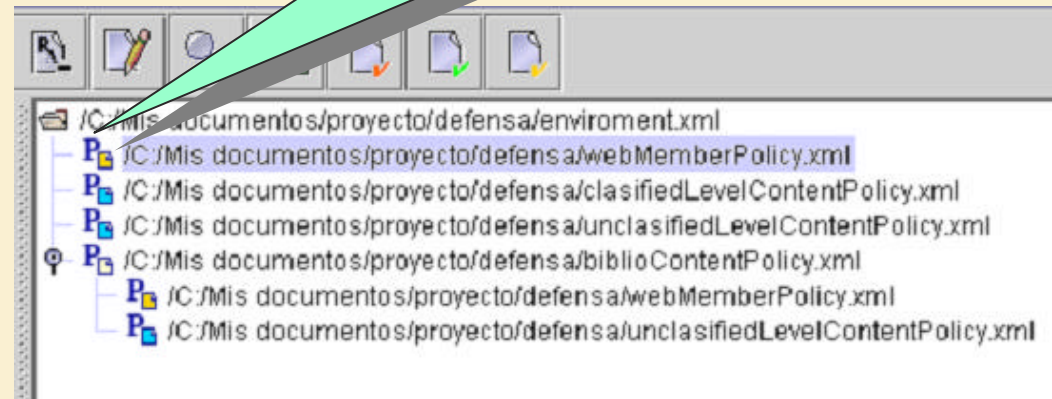 /C:/Mis documentos/proyecto/defensa/enviroment.xml
/C:/Mis documentos/proyecto/defensa/webMemberPolicy.xml
/C:/Mis documentos/proyecto/defensa/clasifiedLevelContentPolicy.xml
/C:/Mis documentos/proyecto/defensa/unclasifiedLevelContentPolicy.xml
/C:/Mis documentos/proyecto/defensa/biblioContentPolicy.xml
/C:/Mis documentos/proyecto/defensa/webMemberPolicy.xml
/C:/Mis documentos/proyecto/defensa/unclasifiedLevelContentPolicy.xml